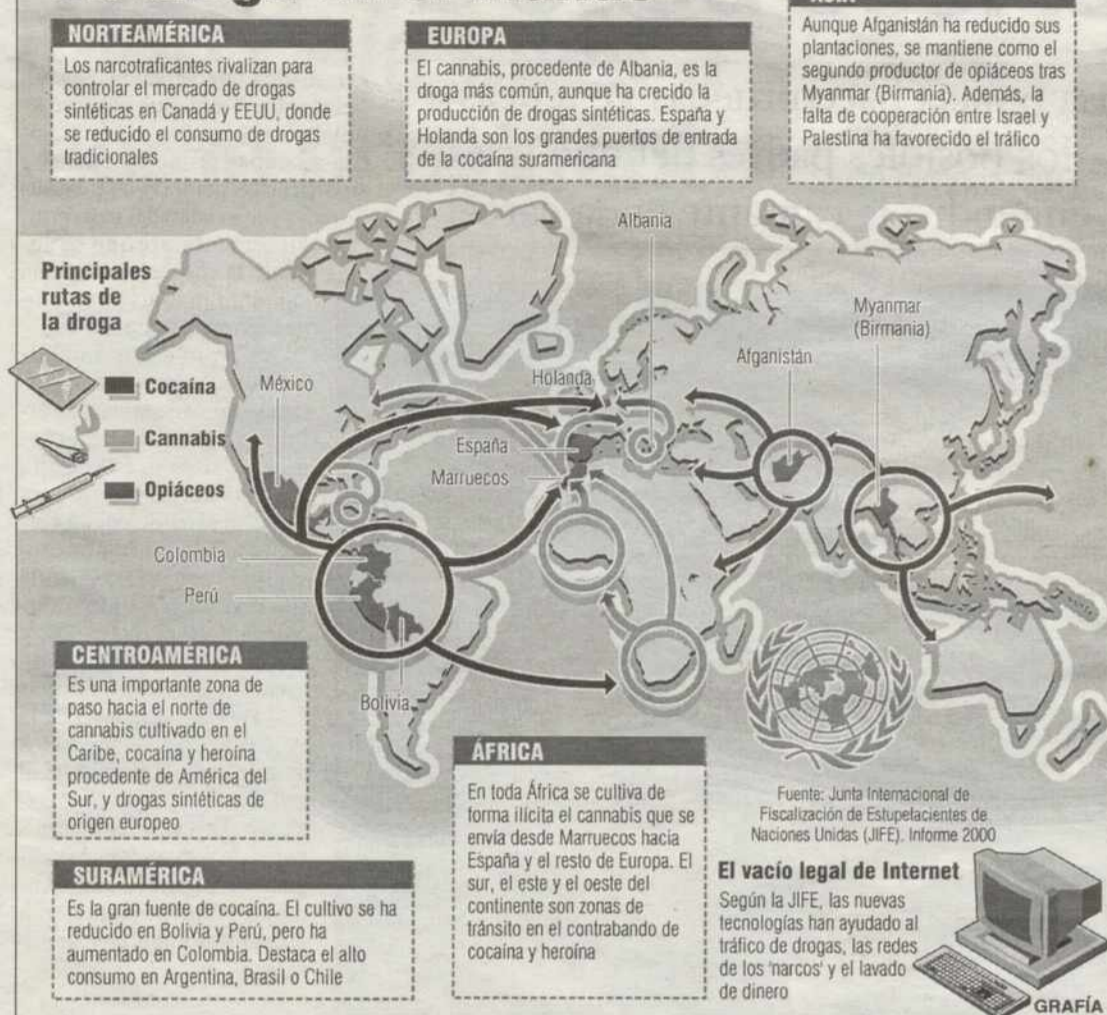 NORTEAMÉRICA
Los narcotraficantes rivalizan para
controlar el mercado de drogas
sintéticas en Canadá y EEUU, donde
se reducido el consumo de drogas
tradicionales
EUROPA
El cannabis, procedente de Albania, es la
droga más común, aunque ha crecido la
producción de drogas sintéticas. España y
Holanda son los grandes puertos de entrada
de la cocaína suramericana
Aunque Afganistán ha reducido sus
plantaciones, se mantiene como el
segundo productor de opiáceos tras
Myanmar (Birmania). Además, la
falta de cooperación entre Israel y
Palestina ha favorecido el tráfico
Principales
rutas de
la droga
Cocaína
Cannabis
Opiáceos
México
Albania
Holanda
España
Marruecos
Afganistán
Myanmar
(Birmania)
Colombia
Perú
Bolivia
CENTROAMÉRICA
Es una importante zona de
paso hacia el norte de
cannabis cultivado en el
Caribe, cocaína y heroína
procedente de América del
Sur, y drogas sintéticas de
origen europeo
SURAMÉRICA
Es la gran fuente de cocaína. El cultivo se ha
reducido en Bolivia y Perú, pero ha
aumentado en Colombia. Destaca el alto
consumo en Argentina, Brasil o Chile
ÁFRICA
En toda África se cultiva de
forma ilícita el cannabis que se
envía desde Marruecos hacia
España y el resto de Europa. El
sur, el este y el oeste del
continente son zonas de
tránsito en el contrabando de
cocaína y heroína
Fuente: Junta Internacional de
Fiscalización de Estupefacientes de
Naciones Unidas (JIFE). Informe 2000
El vacío legal de Internet
Según la JIFE, las nuevas
tecnologías han ayudado al
tráfico de drogas, las redes
de los 'narcos' y el lavado
de dinero
GRAFÍA